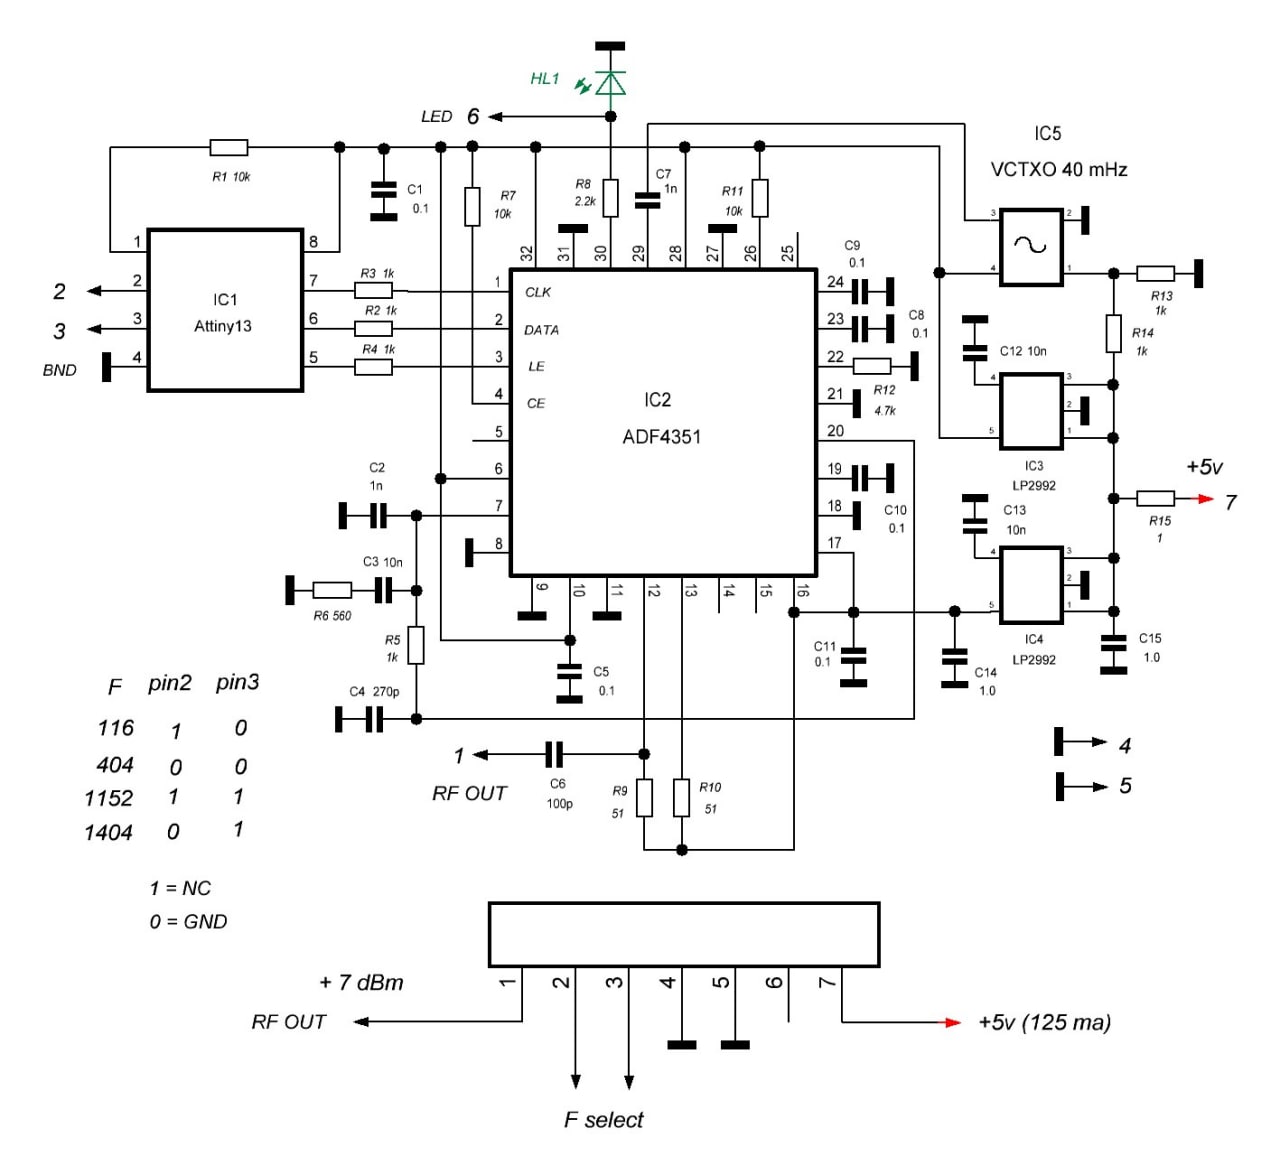 HL1
LED 6
IC5
VCTXO 40 mHz
R1 10k
C1
0.1
R7
10k
R8
2.2k
C7
1n
R11
10k
32
31
30
29
28
27
26
25
3
2
4
1
1
2
3
4
8
7
6
5
IC1
Attiny13
2
3
BND
R3 1k
R2 1k
R4 1k
1
2
3
4
5
6
7
8
CLK
DATA
LE
CE
IC2
ADF4351
24
23
22
21
20
19
18
17
C9
0.1
C8
0.1
R12
4.7k
C10
0.1
R13
1k
R14
1k
C12 10n
4
3
2
5
1
IC3
LP2992
+5v
7
R15
1
C13
10n
4
3
2
5
1
IC4
LP2992
C2
1n
C3 10n
R6 560
R5
1k
C4 270p
9
10
11
12
13
14
15
16
C5
0.1
C11
0.1
C14
1.0
C15
1.0
F pin2 pin3
116 1 0
404 0 0
1152 1 1
1404 0 1
1 = NC
0 = GND
1
RF OUT
C6
100p
R9
51
R10
51
4
5
1
2
3
4
5
6
7
+ 7 dBm
RF OUT
+5v (125 ma)
F select